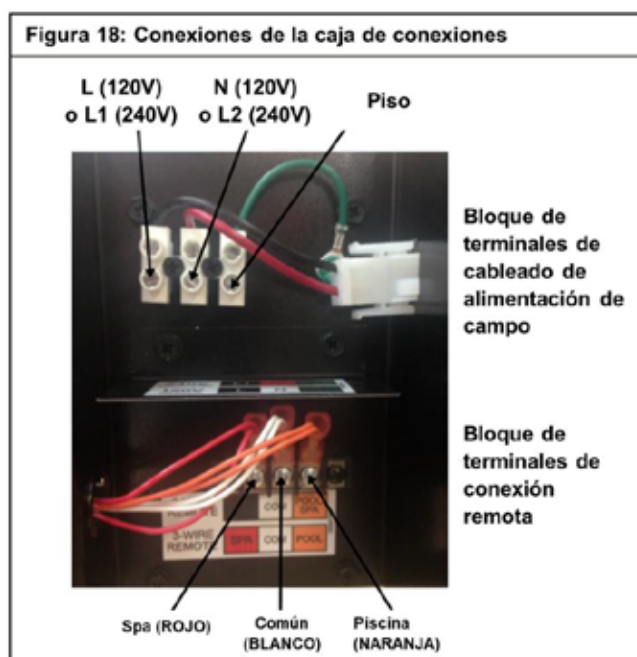 Figura 18: Conexiones de la caja de conexiones
L (120V)
o L1 (240V)
N (120V)
o L2 (240V)
Piso
Bloque de
terminales de
cableado de
alimentación de
campo
Bloque de
terminales de
conexión
remota
REMOTE
COM
POOL
SPA
3-WIRE
REMOTE
SPA
COM
POOL
Spa (ROJO)
Común
(BLANCO)
Piscina
(NARANJA)